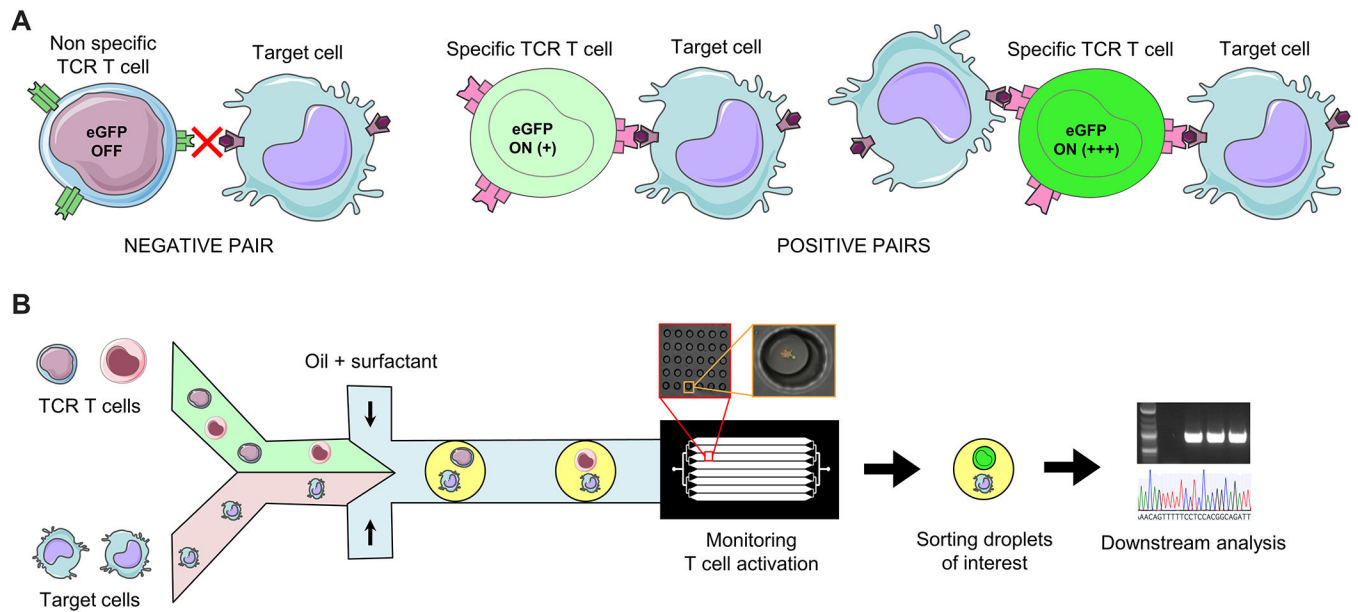 A
Non specific
TCR T cell
Target cell
Specific TCR T cell
Target cell
Specific TCR T cell
Target cell
eGFP
OFF
eGFP
ON (+)
eGFP
ON (+++)
NEGATIVE PAIR
POSITIVE PAIRS
B
TCR T cells
Oil + surfactant
Target cells
Monitoring
T cell activation
Sorting droplets
of interest
AACAGTTTTTCCTCCACGGCAGATT
Downstream analysis